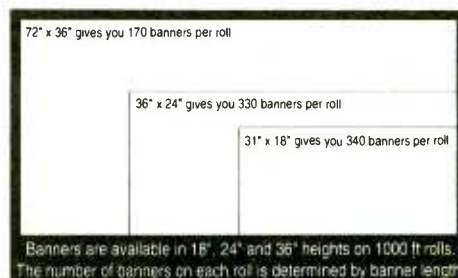 72" x 36" gives you 170 banners per roll
36" x 24" gives you 330 banners per roll
31" x 18" gives you 340 banners per roll
Banners are available in 18", 24" and 36" heights on 1000 ft rolls.
The number of banners on each roll is determined by banner length